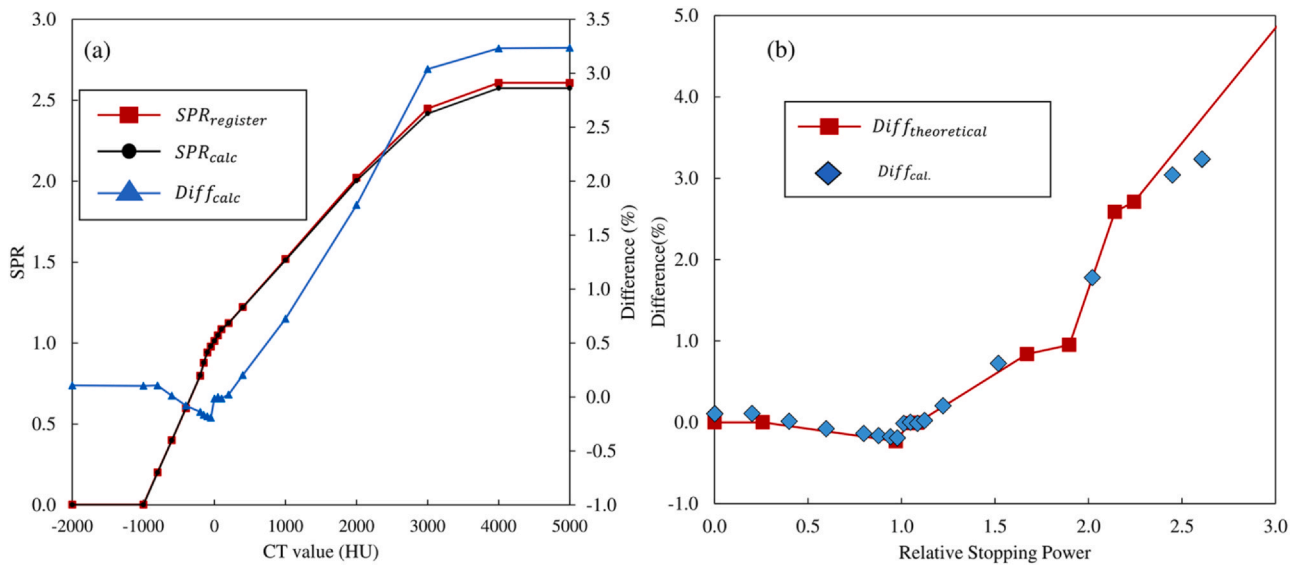 (a)
SPR_register
SPR_calc
Diff_calc
3.0
2.5
2.0
1.5
1.0
0.5
0.0
SPR
3.5
3.0
2.5
2.0
1.5
1.0
0.5
0.0
-0.5
-1.0
Difference (%)
-2000 -1000 0 1000 2000 3000 4000 5000
CT value (HU)
(b)
Diff_theoretical
Diff_cal.
5.0
4.0
3.0
2.0
1.0
0.0
-1.0
Difference(%)
0.0 0.5 1.0 1.5 2.0 2.5 3.0
Relative Stopping Power